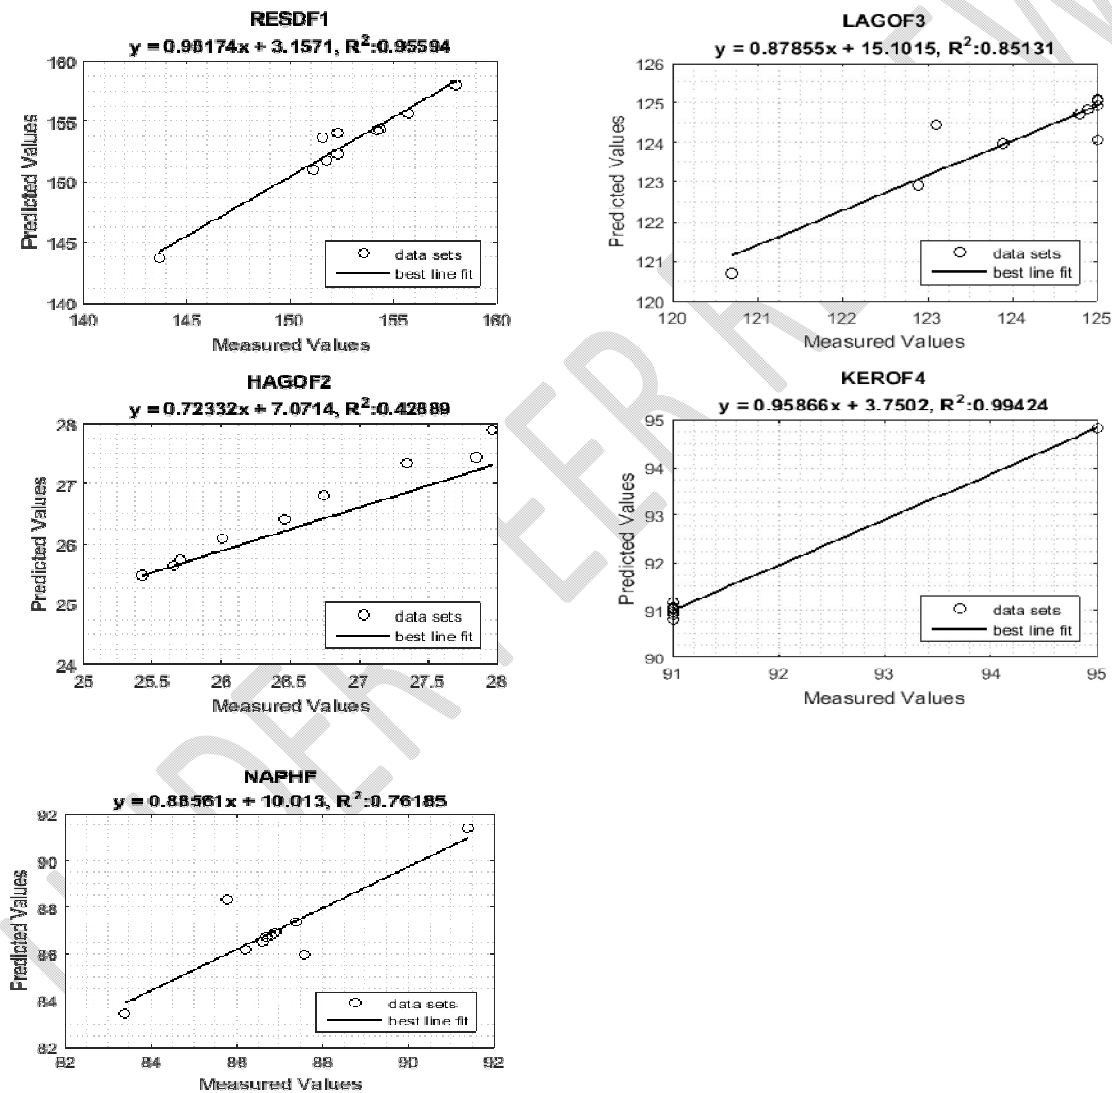 RESDF1
y = 0.98174x + 3.1571, R²:0.95594
Predicted Values
160
155
150
145
140
data sets
best line fit
140 145 150 155 160
Measured Values
LAGOF3
y = 0.87855x + 15.1015, R²:0.85131
Predicted Values
126
125
124
123
122
121
120
data sets
best line fit
120 121 122 123 124 125
Measured Values
HAGOF2
y = 0.72332x + 7.0714, R²:0.42889
Predicted Values
28
27
26
25
24
data sets
best line fit
25 25.5 26 26.5 27 27.5 28
Measured Values
KEROF4
y = 0.95866x + 3.7502, R²:0.99424
Predicted Values
95
94
93
92
91
90
data sets
best line fit
91 92 93 94 95
Measured Values
NAPHF
y = 0.88561x + 10.013, R²:0.76185
Predicted Values
92
90
88
86
84
82
data sets
best line fit
82 84 86 88 90 92
Measured Values
UNDER PEER REVIEW